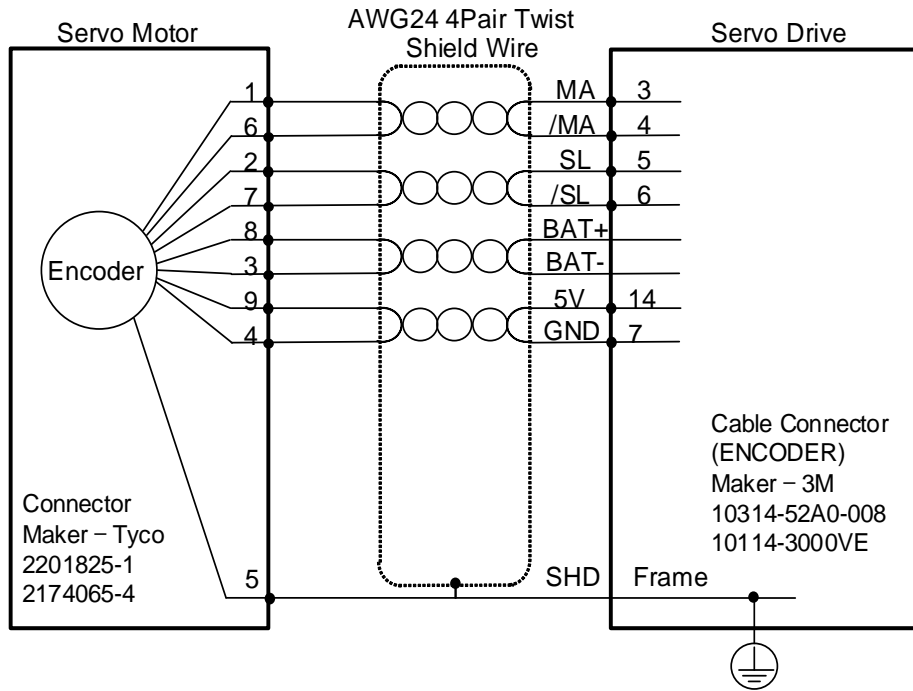 AWG24 4Pair Twist
Shield Wire
Servo Motor
Servo Drive
1 MA 3
6 /MA 4
2 SL 5
7 /SL 6
8 BAT+
3 BAT-
9 5V 14
4 GND 7
Encoder
Connector
Maker – Tyco
2201825-1
2174065-4
Cable Connector
(ENCODER)
Maker – 3M
10314-52A0-008
10114-3000VE
5 SHD Frame